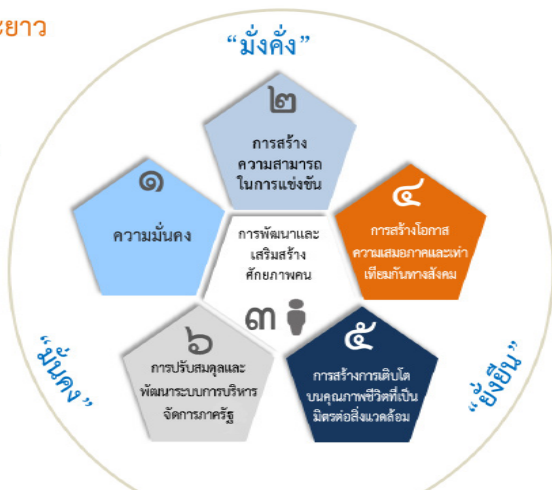 ะยาว
“มั่งคั่ง”
๒
การสร้าง
ความสามารถ
ในการแข่งขัน
๑
ความมั่นคง
การพัฒนาและ
เสริมสร้าง
ศักยภาพคน
๓
๔
การสร้างโอกาส
ความเสมอภาคและเท่า
เทียมกันทางสังคม
๖
การปรับสมดุลและ
พัฒนาระบบการบริหาร
จัดการภาครัฐ
๕
การสร้างการเติบโต
บนคุณภาพชีวิตที่เป็น
มิตรต่อสิ่งแวดล้อม
“มั่นคง”
“ยั่งยืน”